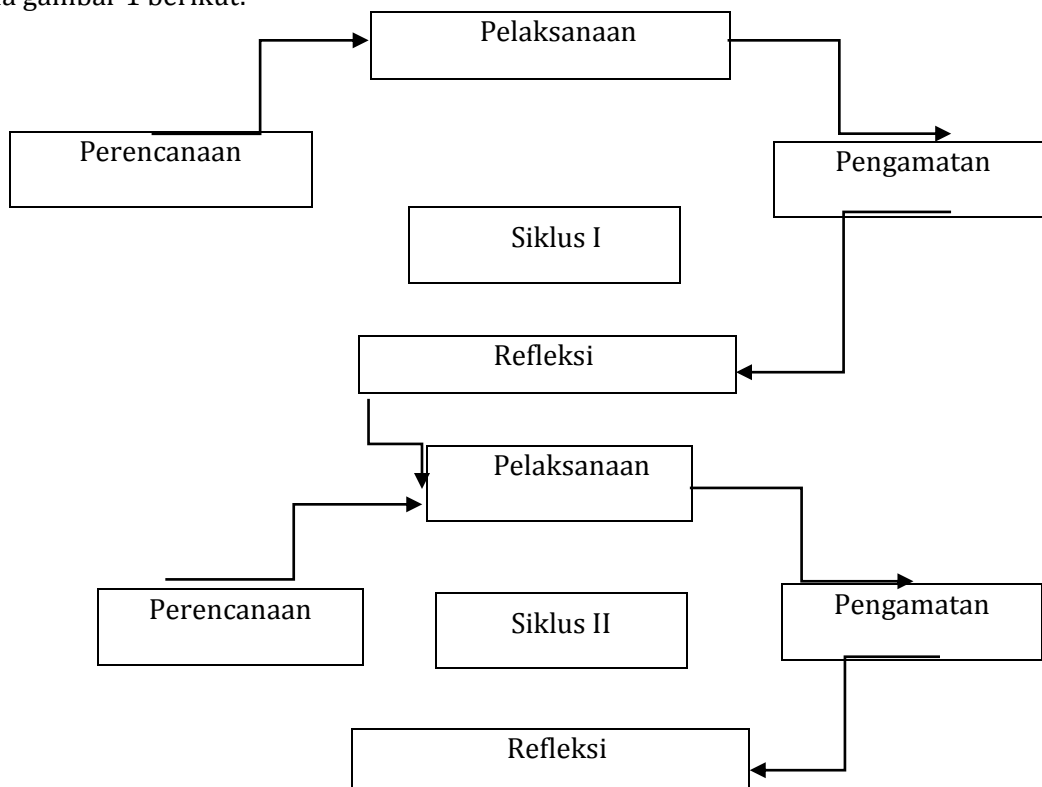 gambar 1 berikut.
Pelaksanaan
Perencanaan
Pengamatan
Siklus I
Refleksi
Pelaksanaan
Perencanaan
Siklus II
Pengamatan
Refleksi